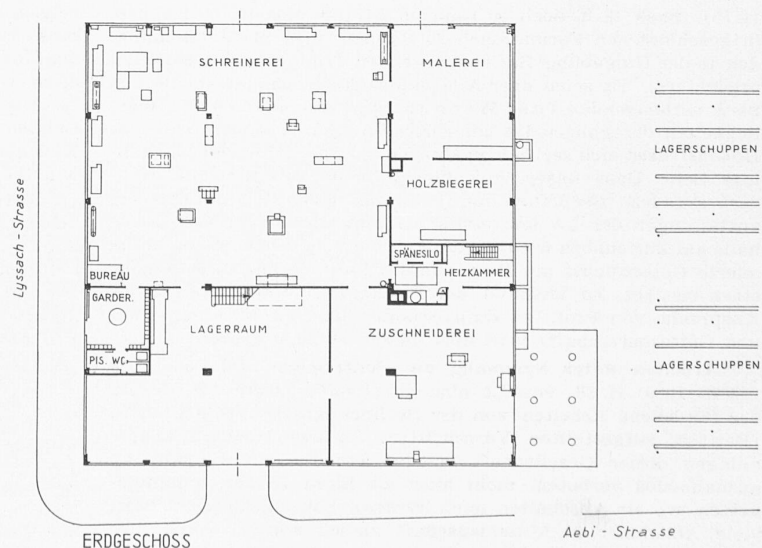 SCHREINEREI
MALEREI
LAGERSCHUPPEN
HOLZBIEGEREI
SPÄNESILO
HEIZKAMMER
BUREAU
GARDER.
LAGERRAUM
ZUSCHNEIDEREI
PIS. WC
LAGERSCHUPPEN
Lyssach - Strasse
Aebi - Strasse
ERDGESCHOSS